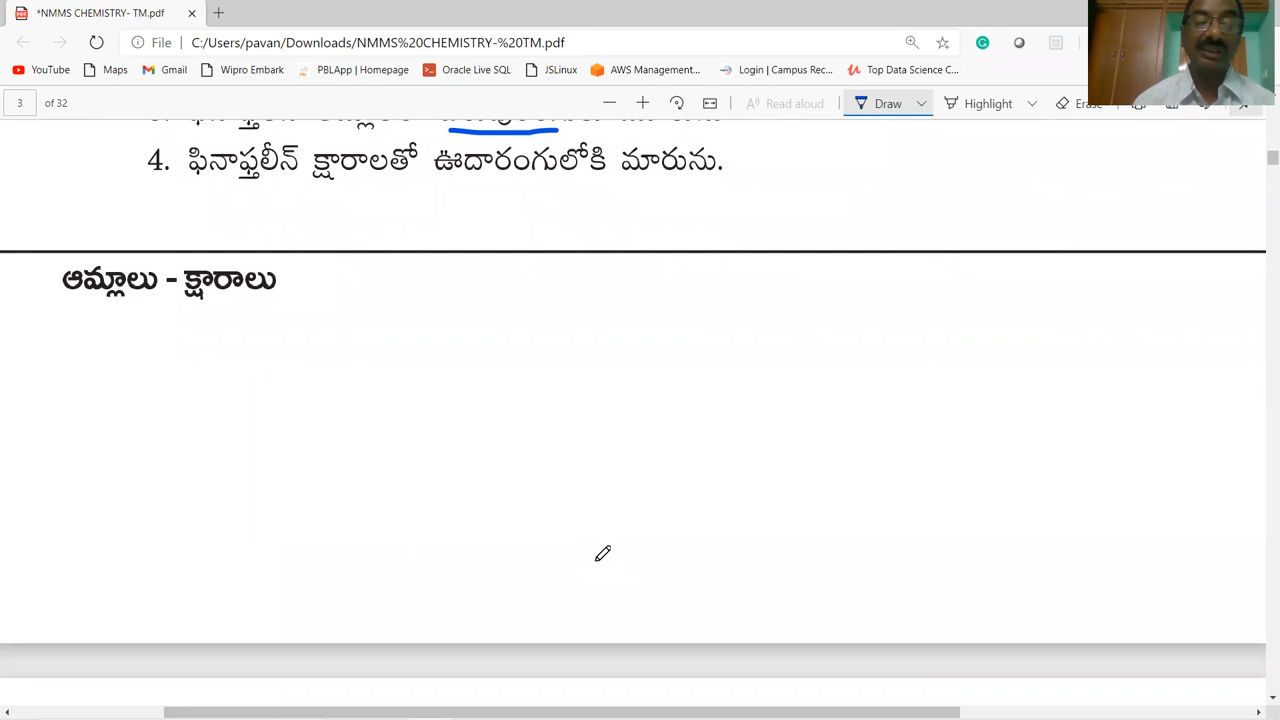 *NMMS CHEMISTRY- TM.pdf
File C:/Users/pavan/Downloads/NMMS%20CHEMISTRY-%20TM.pdf
YouTube Maps Gmail Wipro Embark PBLApp | Homepage Oracle Live SQL JSLinux AWS Management... Login | Campus Rec... Top Data Science C...
3 of 32 Read aloud Draw Highlight Erase
4. ఫినాఫ్తలీన్ క్షారాలతో ఊదారంగులోకి మారును.
ఆమ్లాలు - క్షారాలు